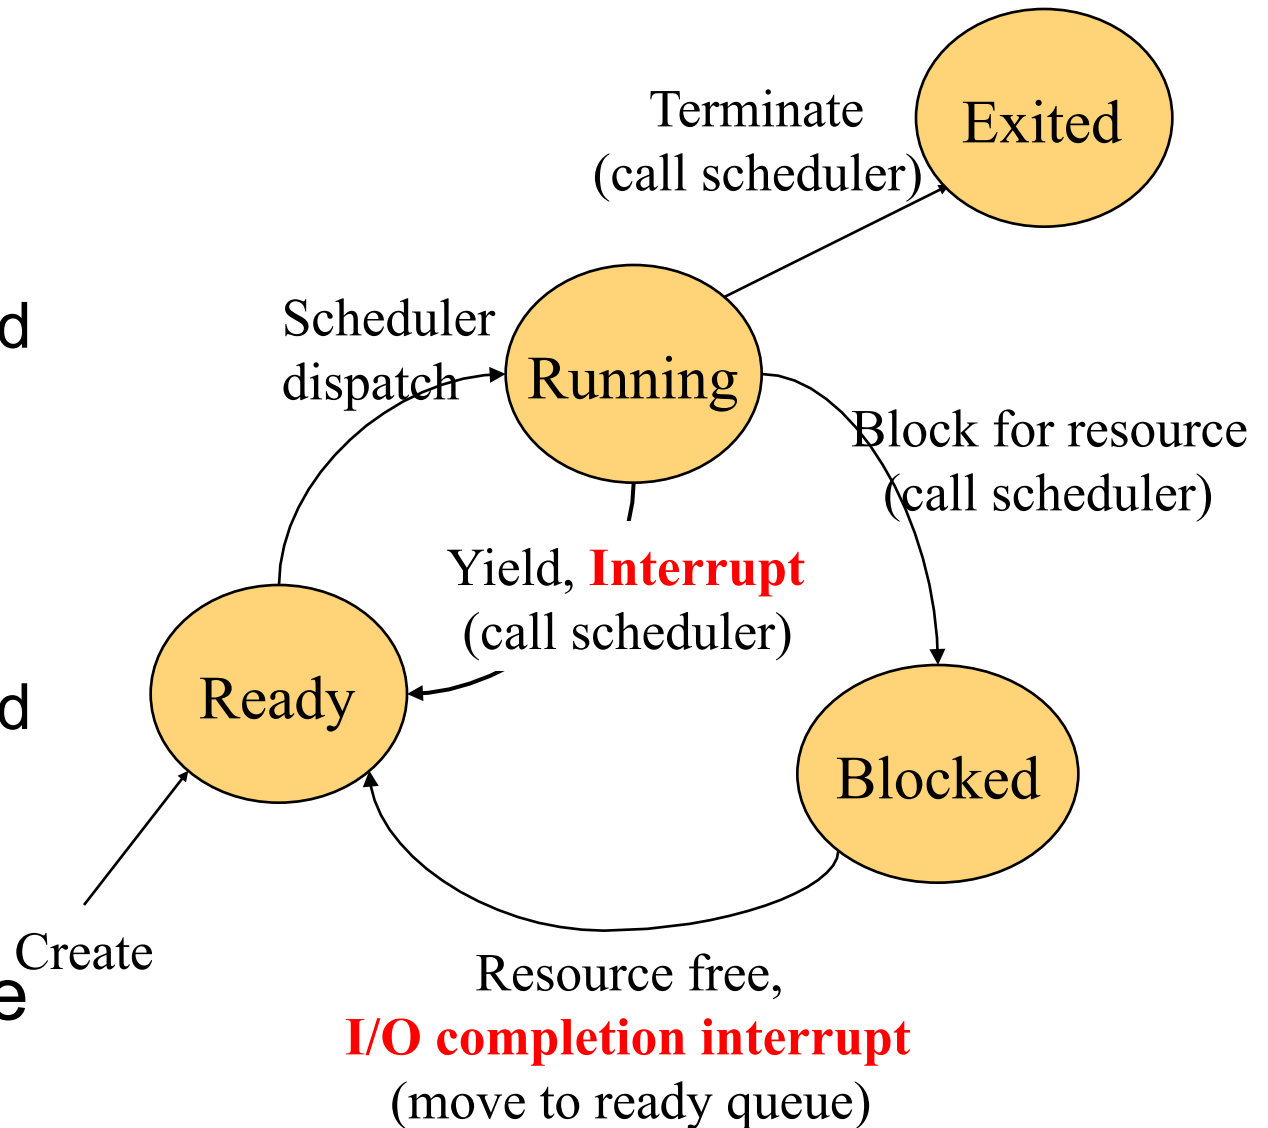 Terminate
(call scheduler)
Exited
d
Scheduler
dispatch
Running
Block for resource
(call scheduler)
Yield, Interrupt
(call scheduler)
Ready
d
Blocked
Create
e
Resource free,
I/O completion interrupt
(move to ready queue)